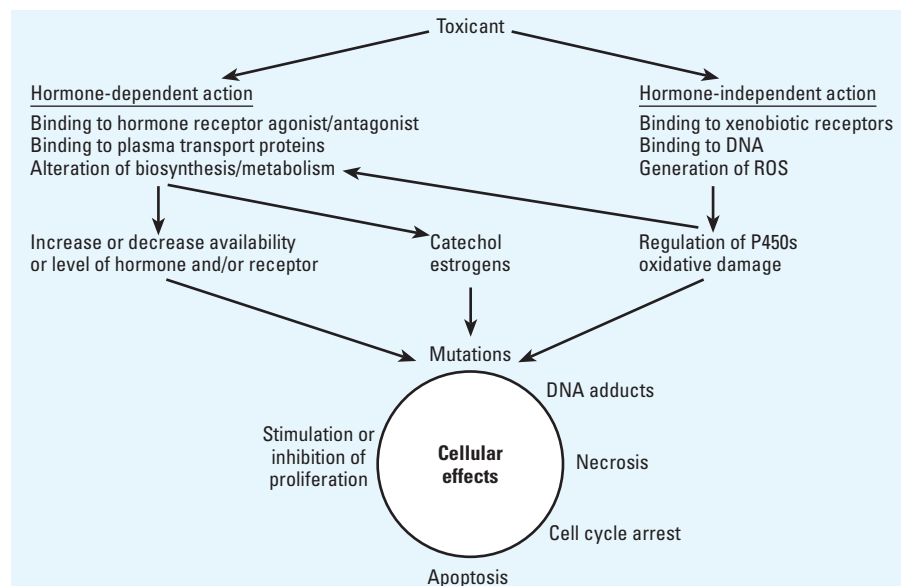 Toxicant
Hormone-dependent action
Binding to hormone receptor agonist/antagonist
Binding to plasma transport proteins
Alteration of biosynthesis/metabolism
Hormone-independent action
Binding to xenobiotic receptors
Binding to DNA
Generation of ROS
Increase or decrease availability
or level of hormone and/or receptor
Catechol
estrogens
Regulation of P450s
oxidative damage
Mutations
DNA adducts
Stimulation or
inhibition of
proliferation
Cellular
effects
Necrosis
Cell cycle arrest
Apoptosis